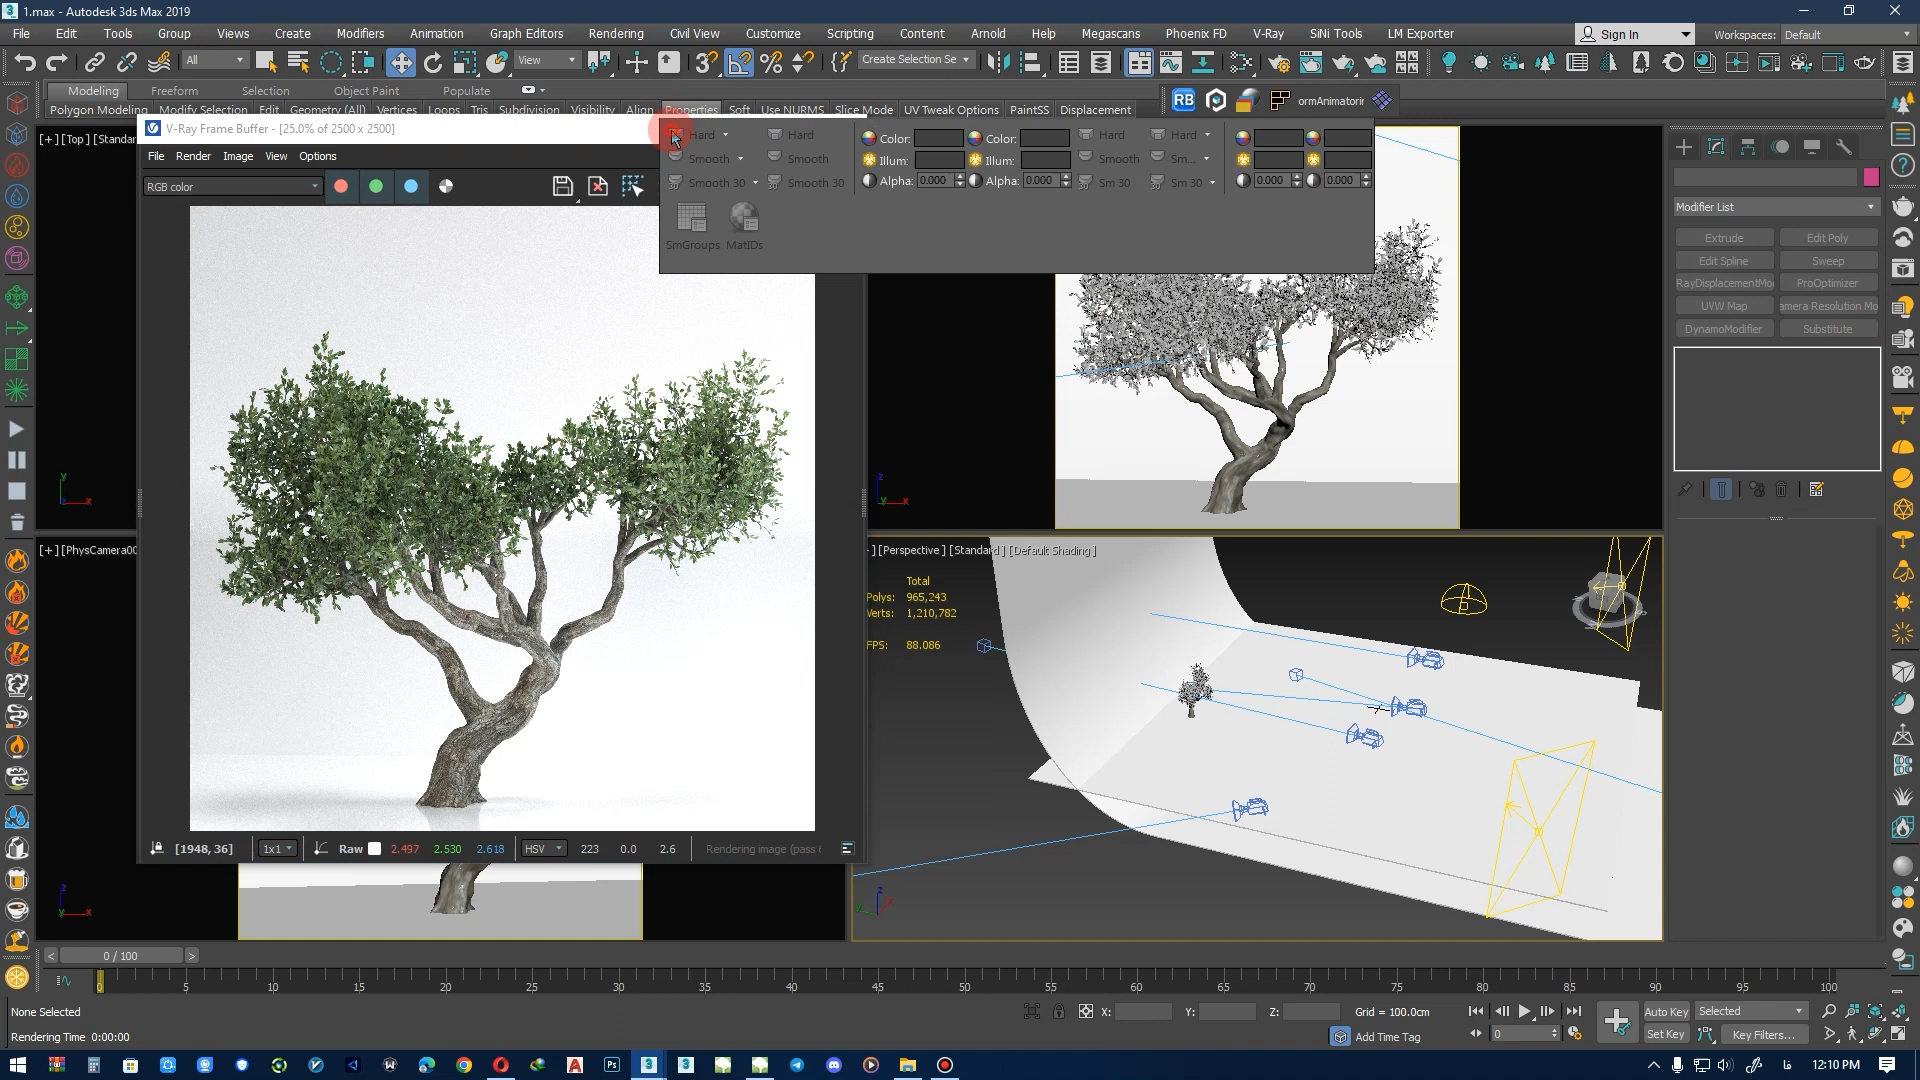 1.max - Autodesk 3ds Max 2019
File Edit Tools Group Views Create Modifiers Animation Graph Editors Rendering Civil View Customize Scripting Content Arnold Help Megascans Phoenix FD V-Ray SiNi Tools LM Exporter
Sign In
Workspaces: Default
All
View
Create Selection Se
Modeling Freeform Selection Object Paint Populate
RB
ormAnimatorir
Polygon Modeling Modify Selection Edit Geometry (All) Vertices Loops Tris Subdivision Visibility Align Properties Soft Use NURMS Slice Mode UV Tweak Options PaintSS Displacement
[+] [Top] [Standar
V-Ray Frame Buffer - [25.0% of 2500 x 2500]
File Render Image View Options
RGB color
Hard Hard Color: Color: Hard Hard
Smooth Smooth Illum: Illum: Smooth Sm...
Smooth 30 Smooth 30 Alpha: 0.000 Alpha: 0.000 Sm 30 Sm 30 0.000 0.000
SmGroups MatIDs
Modifier List
Extrude Edit Poly
Edit Spline Sweep
RayDisplacementMo ProOptimizer
UVW Map amera Resolution Mo
DynamoModifier Substitute
[+] [PhysCamera00
] [Perspective] [Standard] [Default Shading]
Total
Polys: 965,243
Verts: 1,210,782
FPS: 88.086
[1948, 36] 1x1 Raw 2.497 2.530 2.618 HSV 223 0.0 2.6 Rendering image (pass
< 0 / 100 >
0 5 10 15 20 25 30 35 40 45 50 55 60 65 70 75 80 85 90 95 100
None Selected
X: Y: Z: Grid = 100.0cm
Auto Key Selected
Rendering Time 0:00:00
Add Time Tag
0
Set Key Key Filters...
فا
12:10 PM